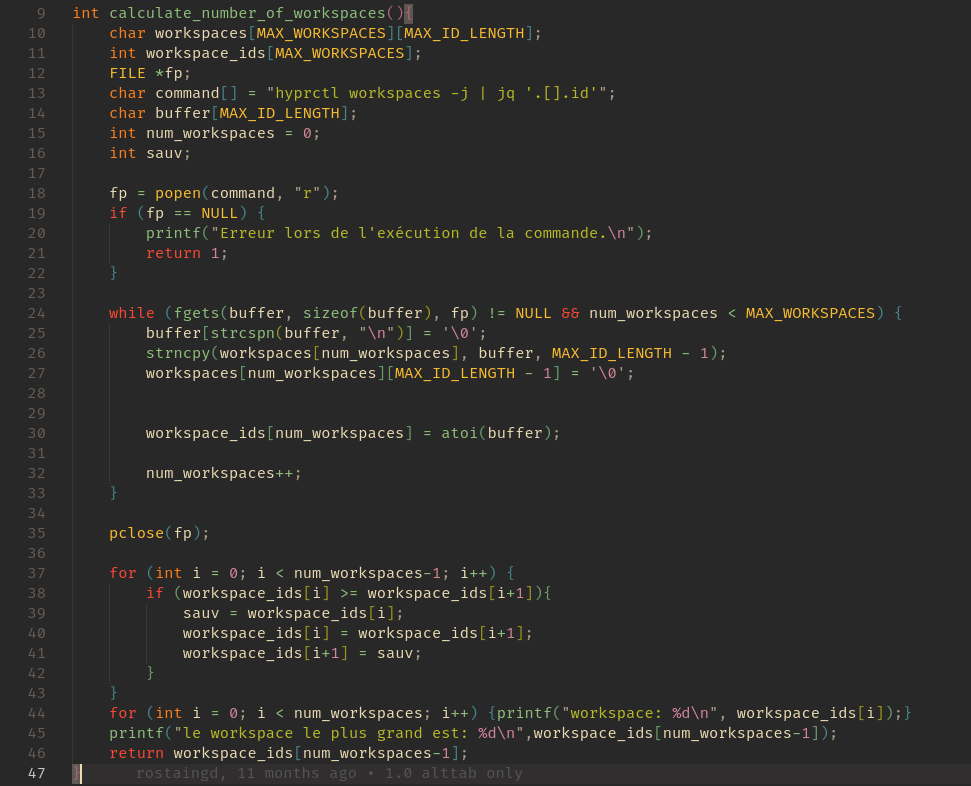 9 int calculate_number_of_workspaces(){
10 char workspaces[MAX_WORKSPACES][MAX_ID_LENGTH];
11 int workspace_ids[MAX_WORKSPACES];
12 FILE *fp;
13 char command[] = "hyprctl workspaces -j | jq '.[].id'";
14 char buffer[MAX_ID_LENGTH];
15 int num_workspaces = 0;
16 int sauv;
17
18 fp = popen(command, "r");
19 if (fp == NULL) {
20 printf("Erreur lors de l'exécution de la commande.\n");
21 return 1;
22 }
23
24 while (fgets(buffer, sizeof(buffer), fp) != NULL && num_workspaces < MAX_WORKSPACES) {
25 buffer[strcspn(buffer, "\n")] = '\0';
26 strncpy(workspaces[num_workspaces], buffer, MAX_ID_LENGTH - 1);
27 workspaces[num_workspaces][MAX_ID_LENGTH - 1] = '\0';
28
29
30 workspace_ids[num_workspaces] = atoi(buffer);
31
32 num_workspaces++;
33 }
34
35 pclose(fp);
36
37 for (int i = 0; i < num_workspaces-1; i++) {
38 if (workspace_ids[i] >= workspace_ids[i+1]){
39 sauv = workspace_ids[i];
40 workspace_ids[i] = workspace_ids[i+1];
41 workspace_ids[i+1] = sauv;
42 }
43 }
44 for (int i = 0; i < num_workspaces; i++) {printf("workspace: %d\n", workspace_ids[i]);}
45 printf("le workspace le plus grand est: %d\n",workspace_ids[num_workspaces-1]);
46 return workspace_ids[num_workspaces-1];
47 } rostaingd, 11 months ago • 1.0 alttab only